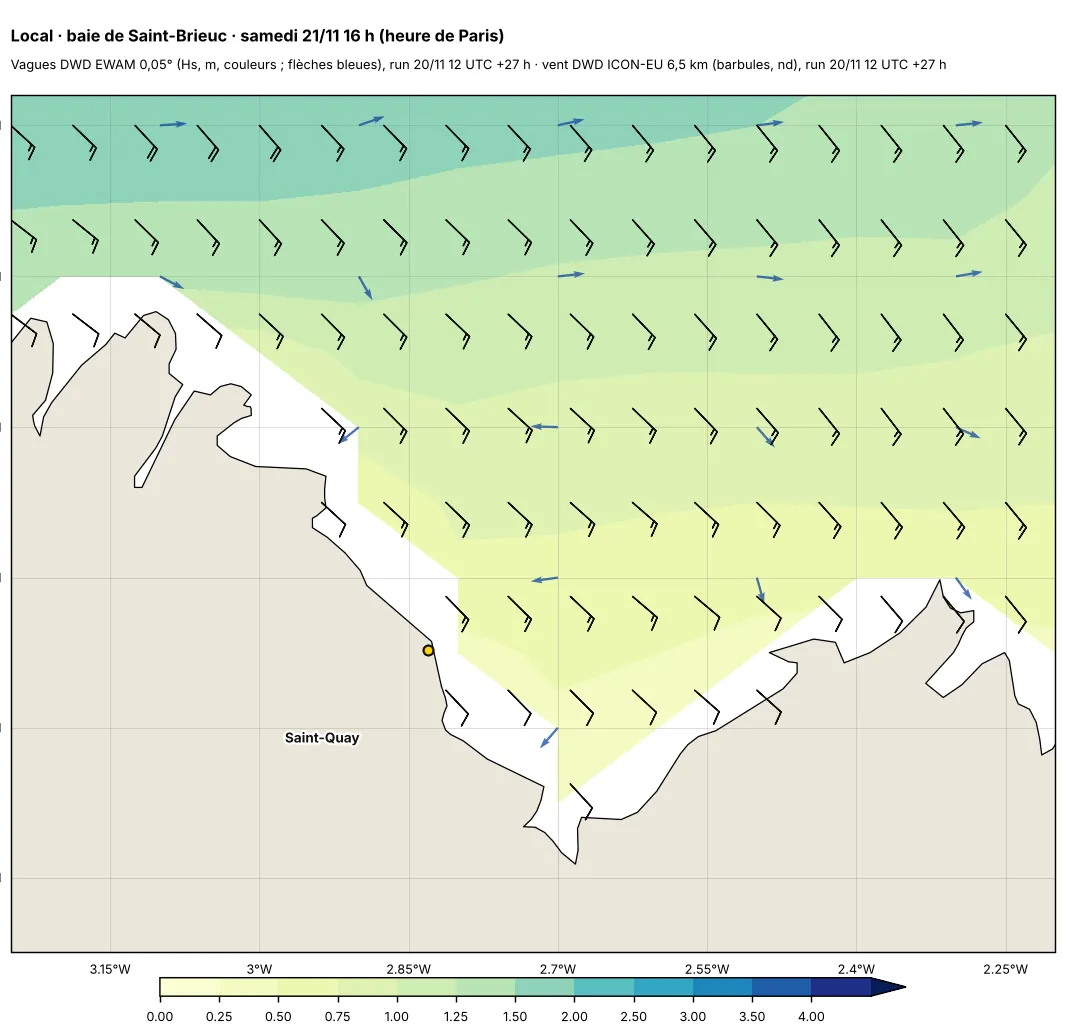 Local · baie de Saint-Brieuc · samedi 21/11 16 h (heure de Paris)
Vagues DWD EWAM 0,05° (Hs, m, couleurs ; flèches bleues), run 20/11 12 UTC +27 h · vent DWD ICON-EU 6,5 km (barbules, nd), run 20/11 12 UTC +27 h
Saint-Quay
3.15°W 3°W 2.85°W 2.7°W 2.55°W 2.4°W 2.25°W
0.00 0.25 0.50 0.75 1.00 1.25 1.50 2.00 2.50 3.00 3.50 4.00